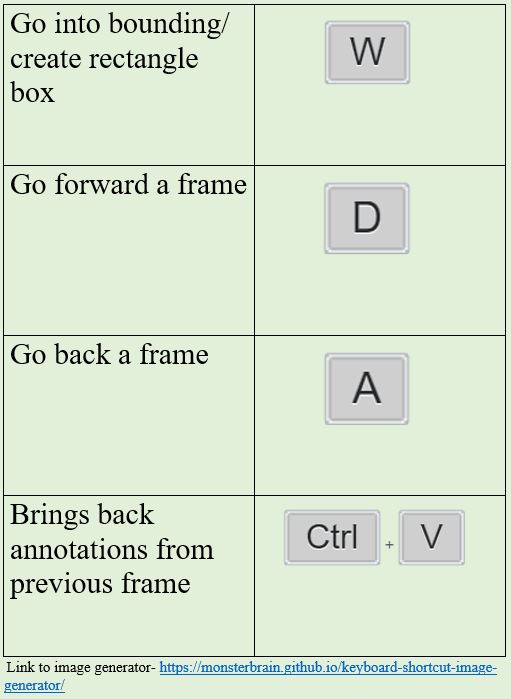 Go into bounding/
create rectangle
box
W
Go forward a frame
D
Go back a frame
A
Brings back
annotations from
previous frame
Ctrl + V
Link to image generator- https://monsterbrain.github.io/keyboard-shortcut-image-
generator/